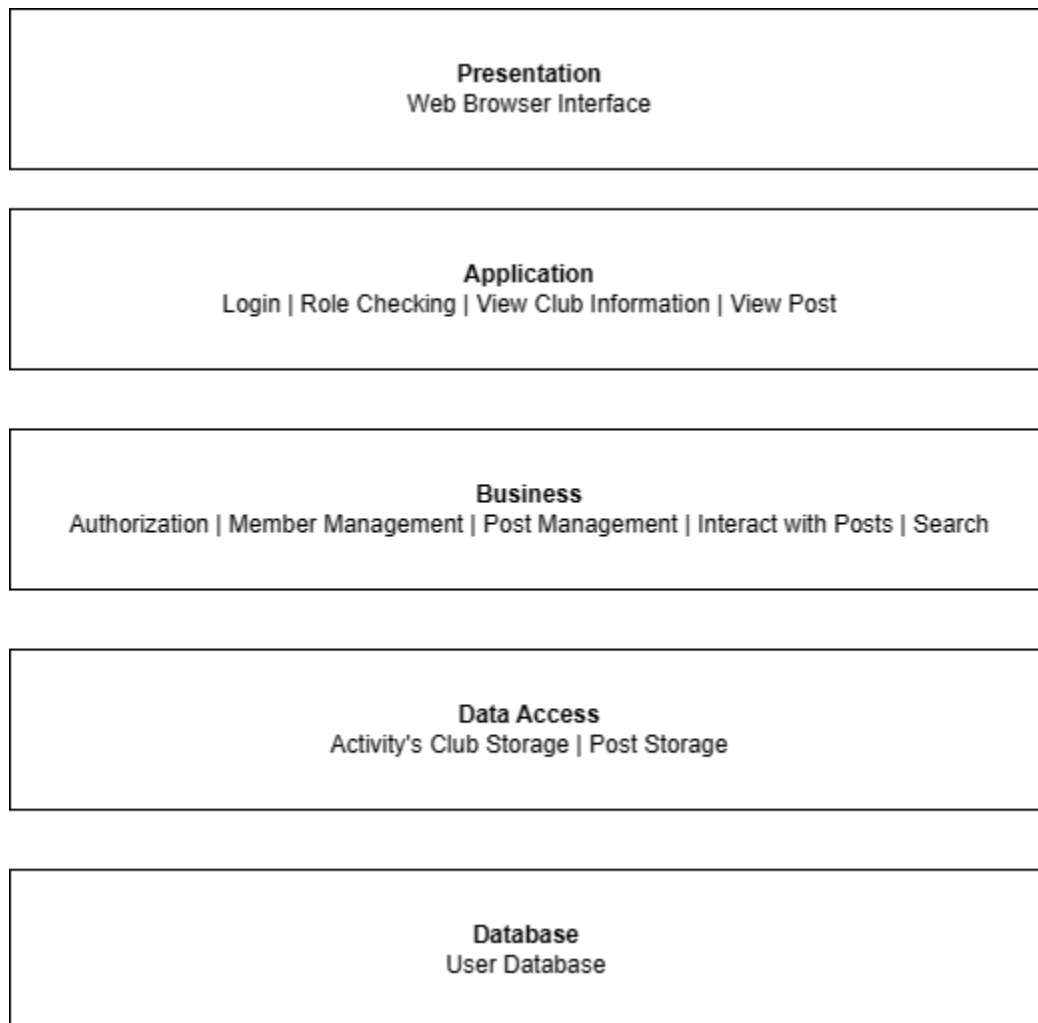 Presentation
Web Browser Interface
Application
Login | Role Checking | View Club Information | View Post
Business
Authorization | Member Management | Post Management | Interact with Posts | Search
Data Access
Activity's Club Storage | Post Storage
Database
User Database